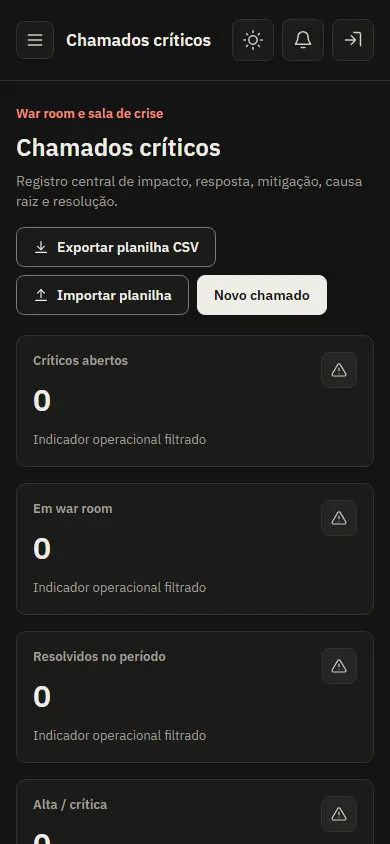 Chamados críticos
War room e sala de crise
Chamados críticos
Registro central de impacto, resposta, mitigação, causa
raiz e resolução.
Exportar planilha CSV
Importar planilha
Novo chamado
Críticos abertos
0
Indicador operacional filtrado
Em war room
0
Indicador operacional filtrado
Resolvidos no período
0
Indicador operacional filtrado
Alta / crítica
0